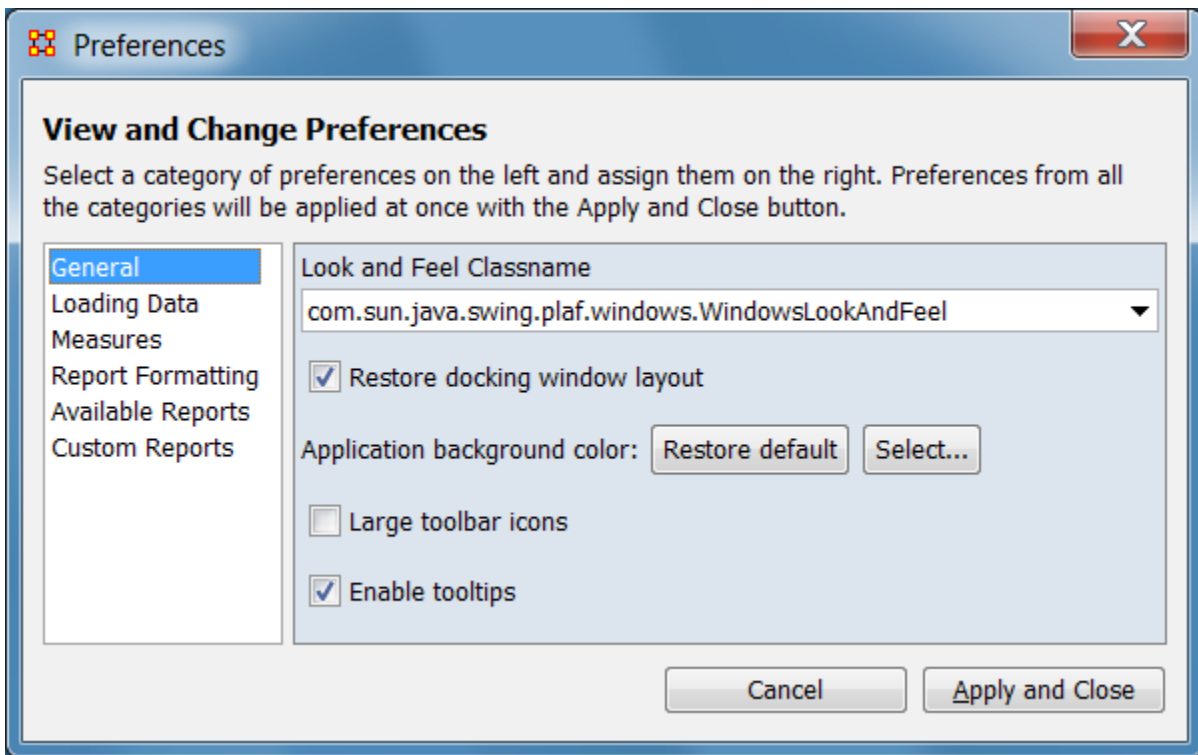 Preferences
View and Change Preferences
Select a category of preferences on the left and assign them on the right. Preferences from all
the categories will be applied at once with the Apply and Close button.
General
Loading Data
Measures
Report Formatting
Available Reports
Custom Reports
Look and Feel Classname
com.sun.java.swing.plaf.windows.WindowsLookAndFeel
Restore docking window layout
Application background color: Restore default Select...
Large toolbar icons
Enable tooltips
Cancel Apply and Close